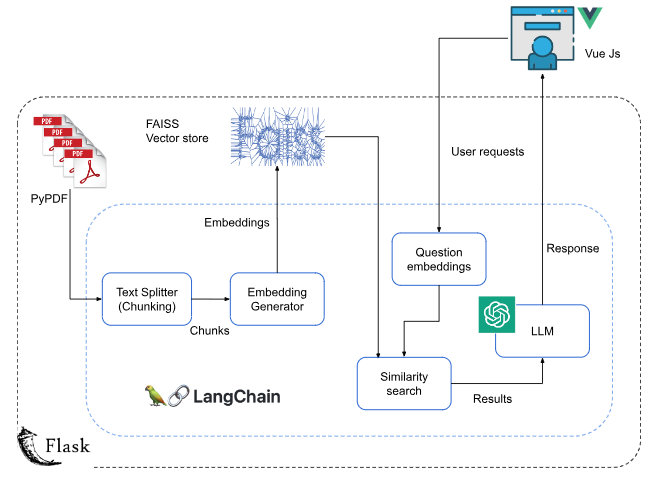 Vue Js
FAISS
Vector store
Faiss
PDF
PDF
PDF
PDF
PyPDF
User requests
Embeddings
Response
Question
embeddings
Text Splitter
(Chunking)
Embedding
Generator
Chunks
LLM
Similarity
search
Results
LangChain
Flask